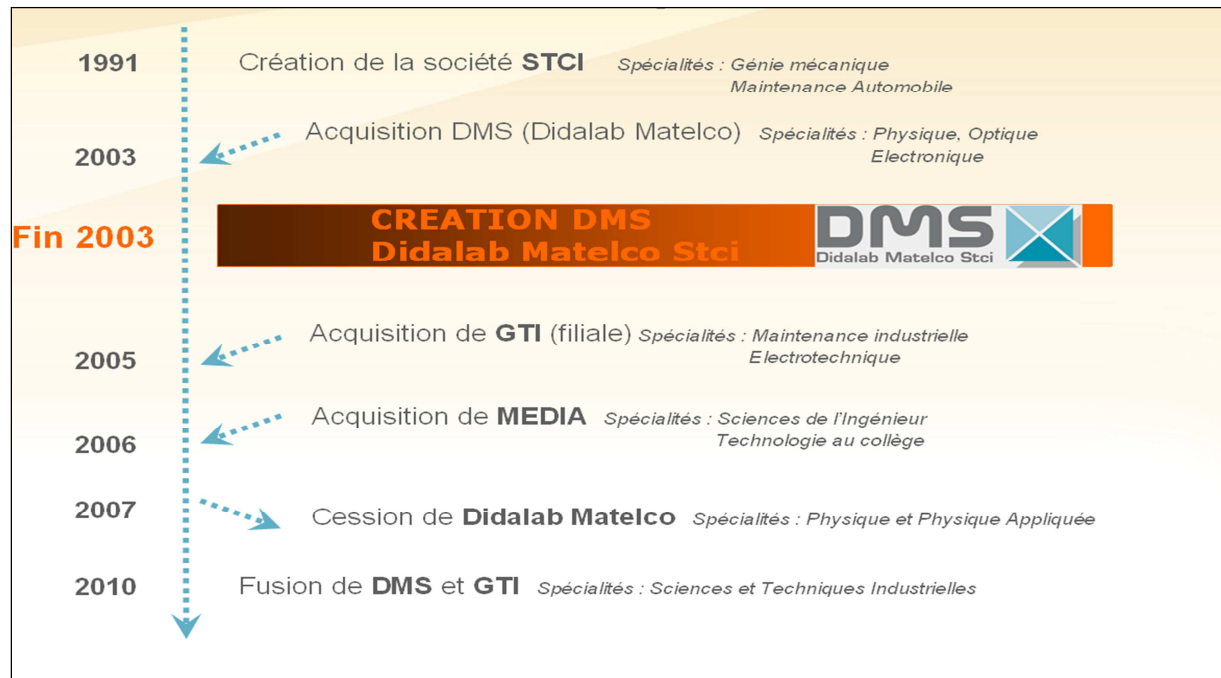 1991
Création de la société STCI Spécialités : Génie mécanique
Maintenance Automobile
Acquisition DMS (Didalab Matelco) Spécialités : Physique, Optique
Electronique
2003
Fin 2003
CREATION DMS
Didalab Matelco Stci
DMS
Didalab Matelco Stci
Acquisition de GTI (filiale) Spécialités : Maintenance industrielle
Electrotechnique
2005
Acquisition de MEDIA Spécialités : Sciences de l'Ingénieur
Technologie au collège
2006
2007
Cession de Didalab Matelco Spécialités : Physique et Physique Appliquée
2010
Fusion de DMS et GTI Spécialités : Sciences et Techniques Industrielles